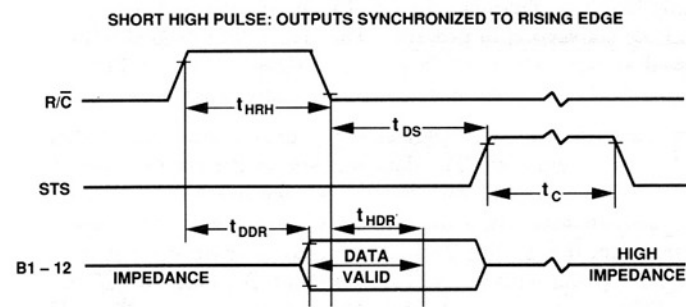 SHORT HIGH PULSE: OUTPUTS SYNCHRONIZED TO RISING EDGE
R/C̅
tHRH
tDS
STS
tC
tDDR
tHDR
B1 – 12
IMPEDANCE
DATA
VALID
HIGH
IMPEDANCE